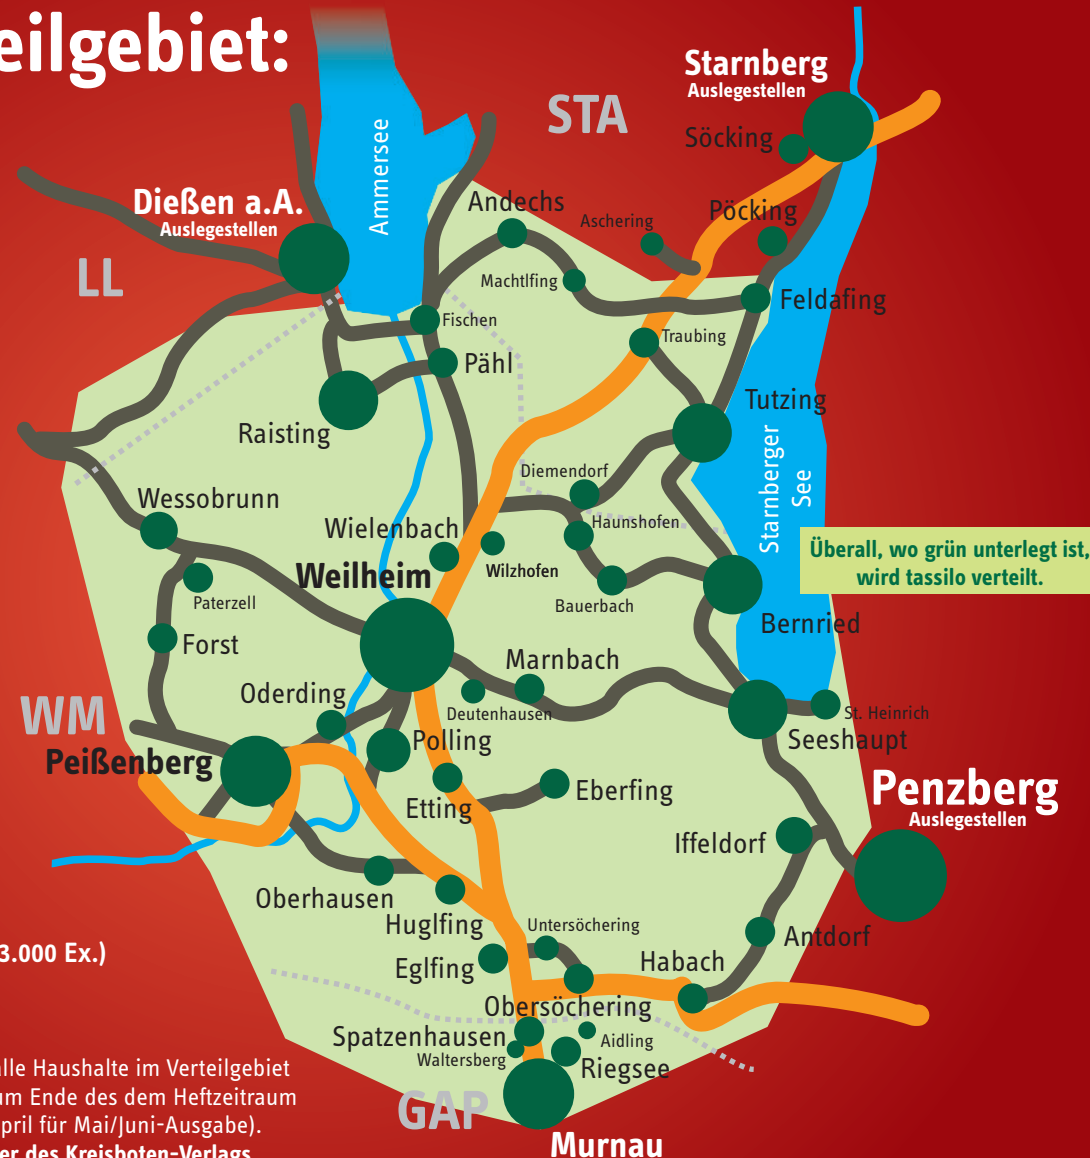 eilgebiet:
Starnberg
Auslegestellen
STA
Söcking
Ammersee
Dießen a.A.
Auslegestellen
Andechs
Aschering
Pöcking
LL
Machtlfing
Feldafing
Fischen
Traubing
Pähl
Tutzing
Raisting
Starnberger
See
Diemendorf
Wessobrunn
Wielenbach
Haunshofen
Überall, wo grün unterlegt ist,
wird tassilo verteilt.
Weilheim
Wilzhofen
Paterzell
Bauerbach
Bernried
Forst
Marnbach
Oderding
WM
Deutenhausen
St. Heinrich
Polling
Seeshaupt
Peißenberg
Penzberg
Auslegestellen
Etting
Eberfing
Iffeldorf
Oberhausen
Huglfing
Untersöchering
Antdorf
3.000 Ex.)
Eglfing
Habach
Obersöchering
Spatzenhausen
Aidling
Waltersberg
Riegsee
alle Haushalte im Verteilgebiet
um Ende des dem Heftzeitraum
pril für Mai/Juni-Ausgabe).
er des Kreisboten-Verlags
GAP
Murnau